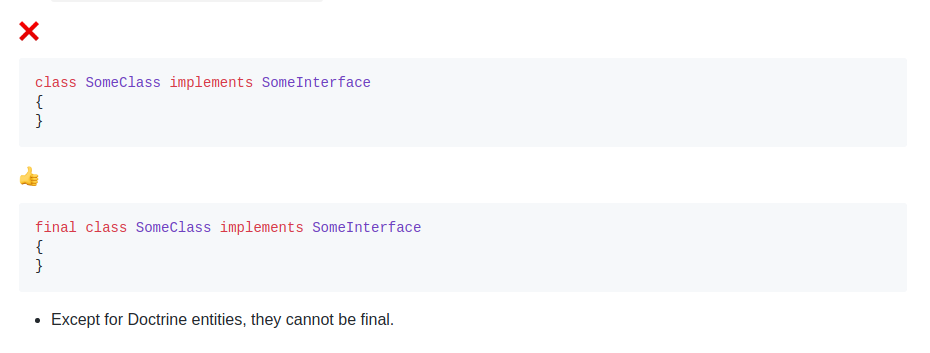 ❌
class SomeClass implements SomeInterface
{
}
👍
final class SomeClass implements SomeInterface
{
}
• Except for Doctrine entities, they cannot be final.